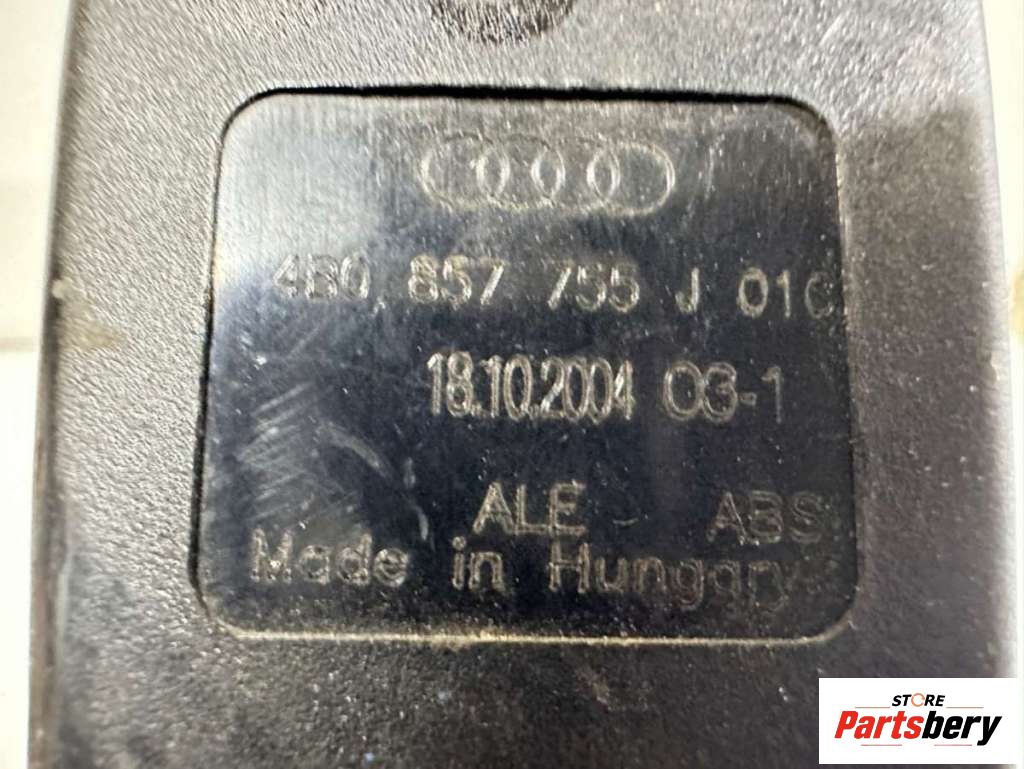 4B0 857 755 J 01C
18.10.2004 03-1
ALE ABS
Made in Hungary
STORE
Partsbery